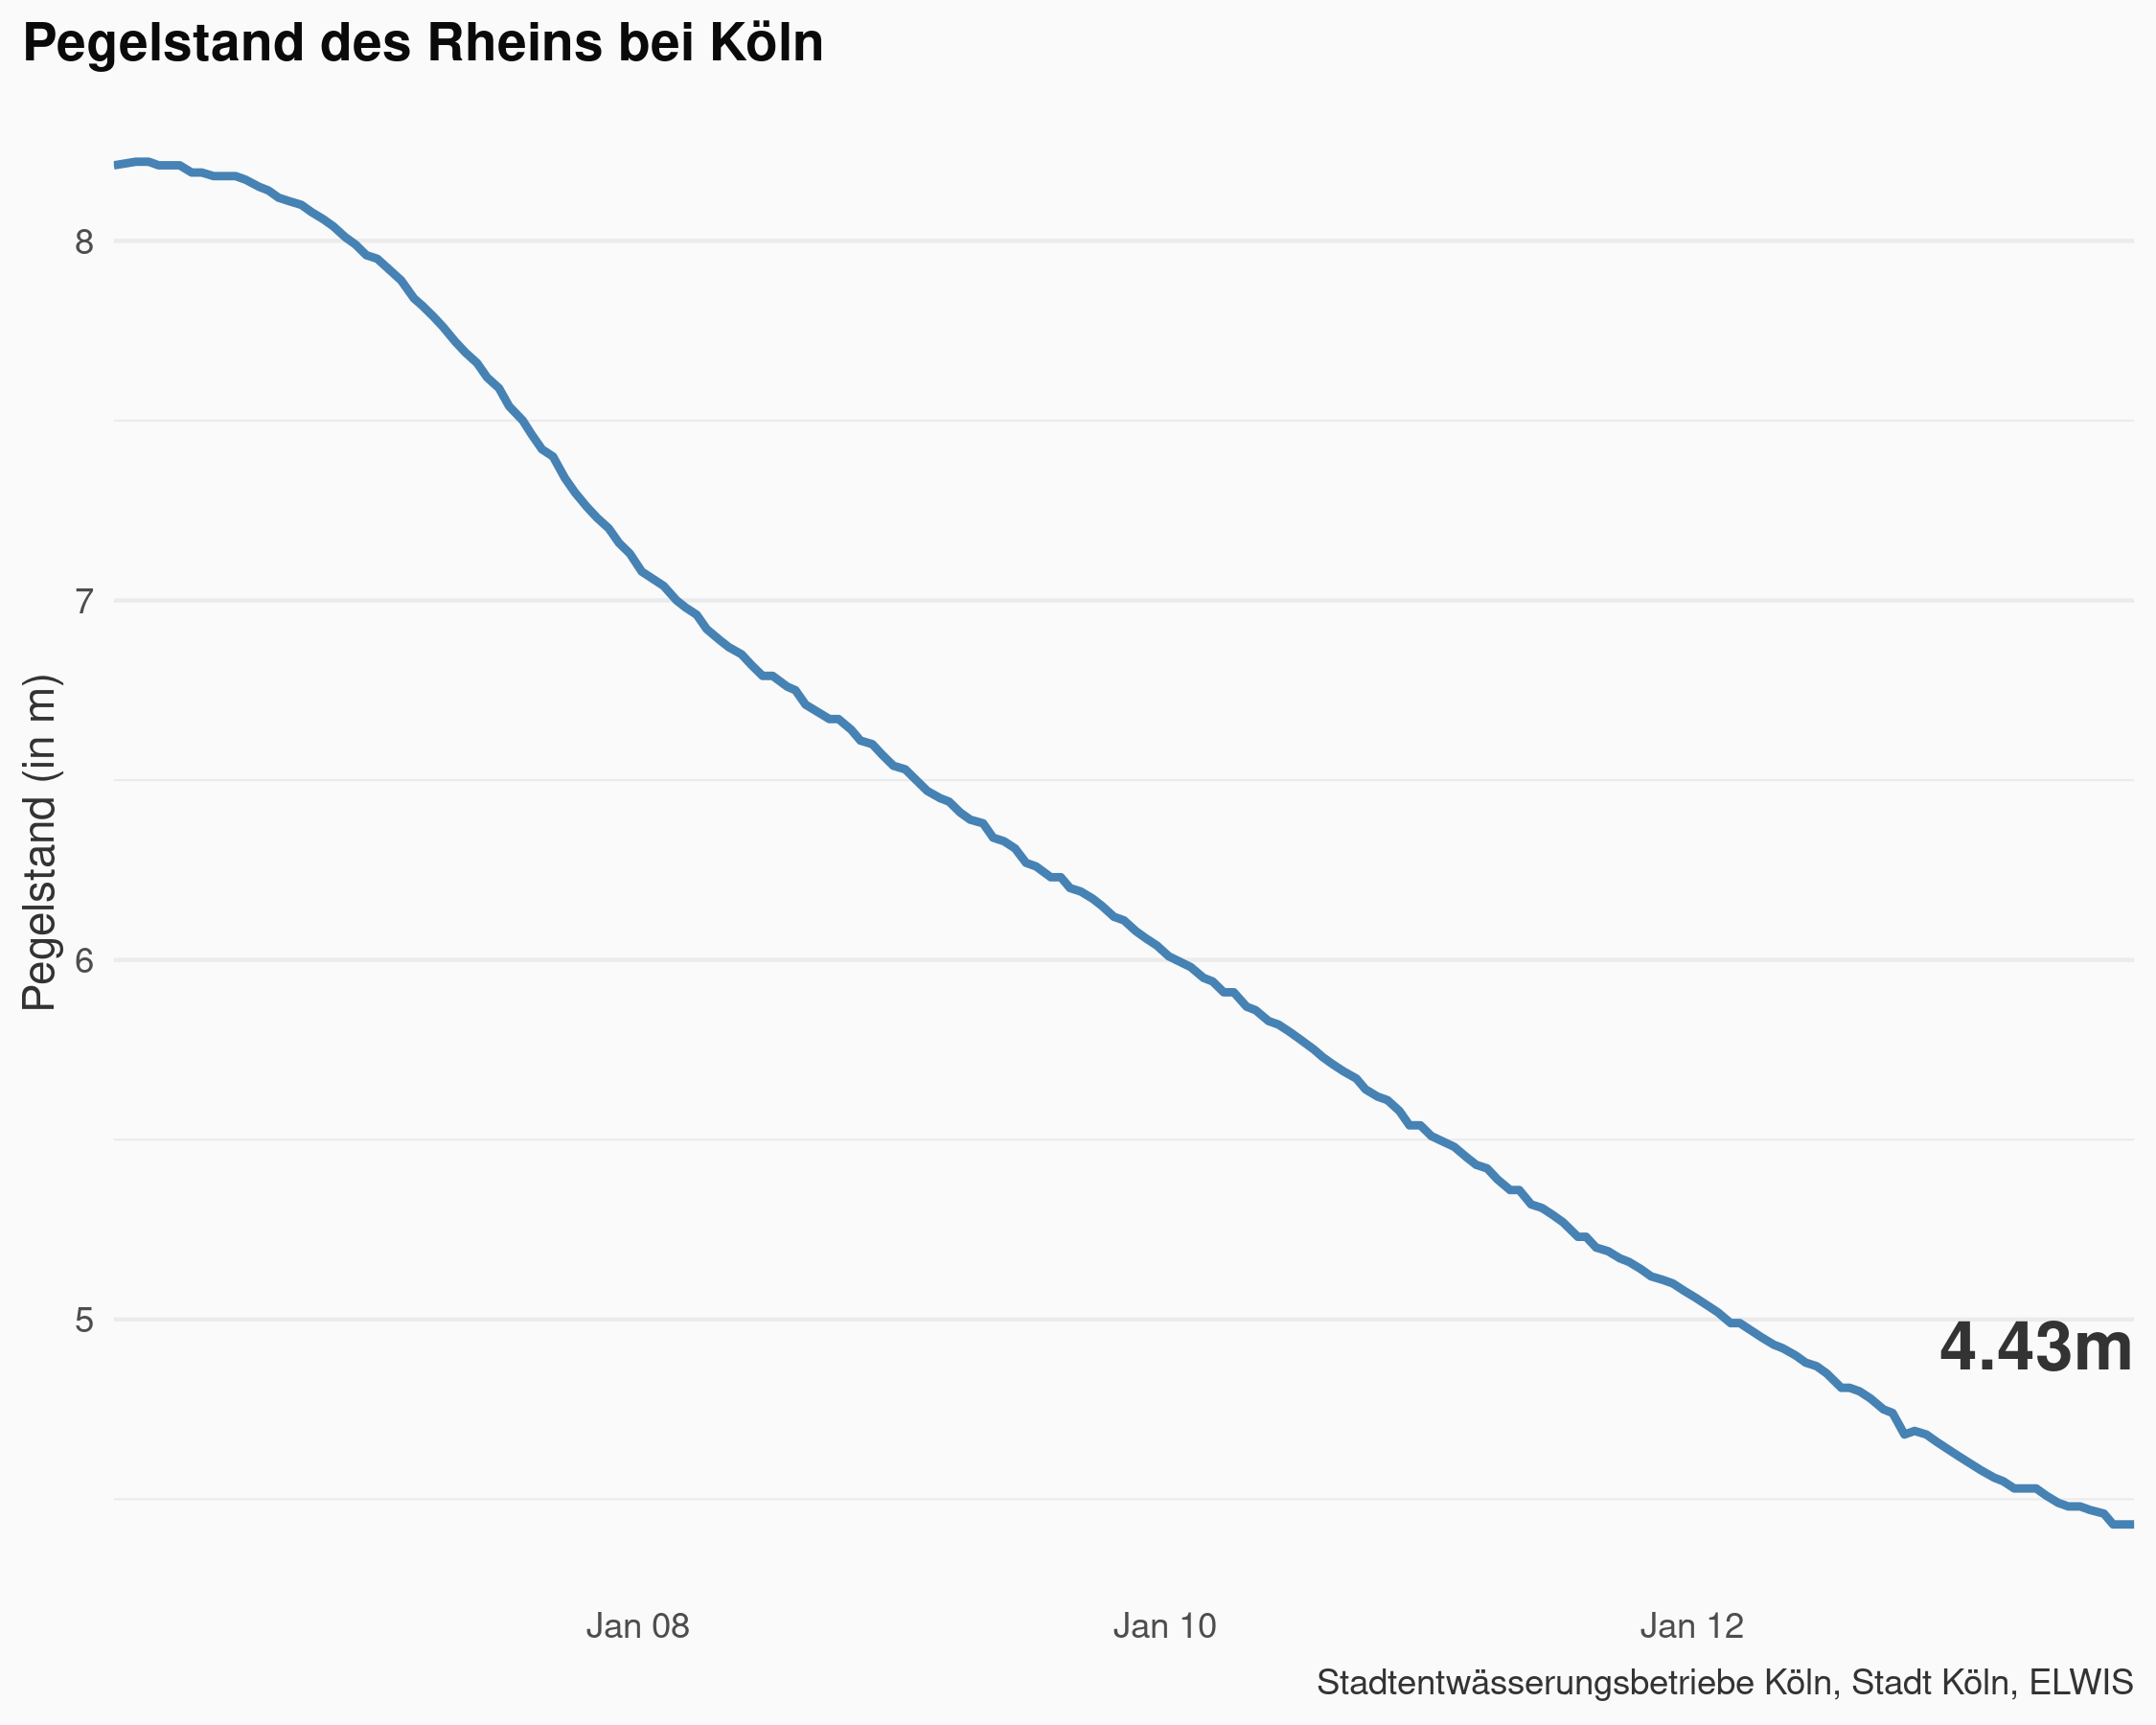 Pegelstand des Rheins bei Köln
Pegelstand (in m)
8
7
6
5
4.43m
Jan 08
Jan 10
Jan 12
Stadtentwässerungsbetriebe Köln, Stadt Köln, ELWIS